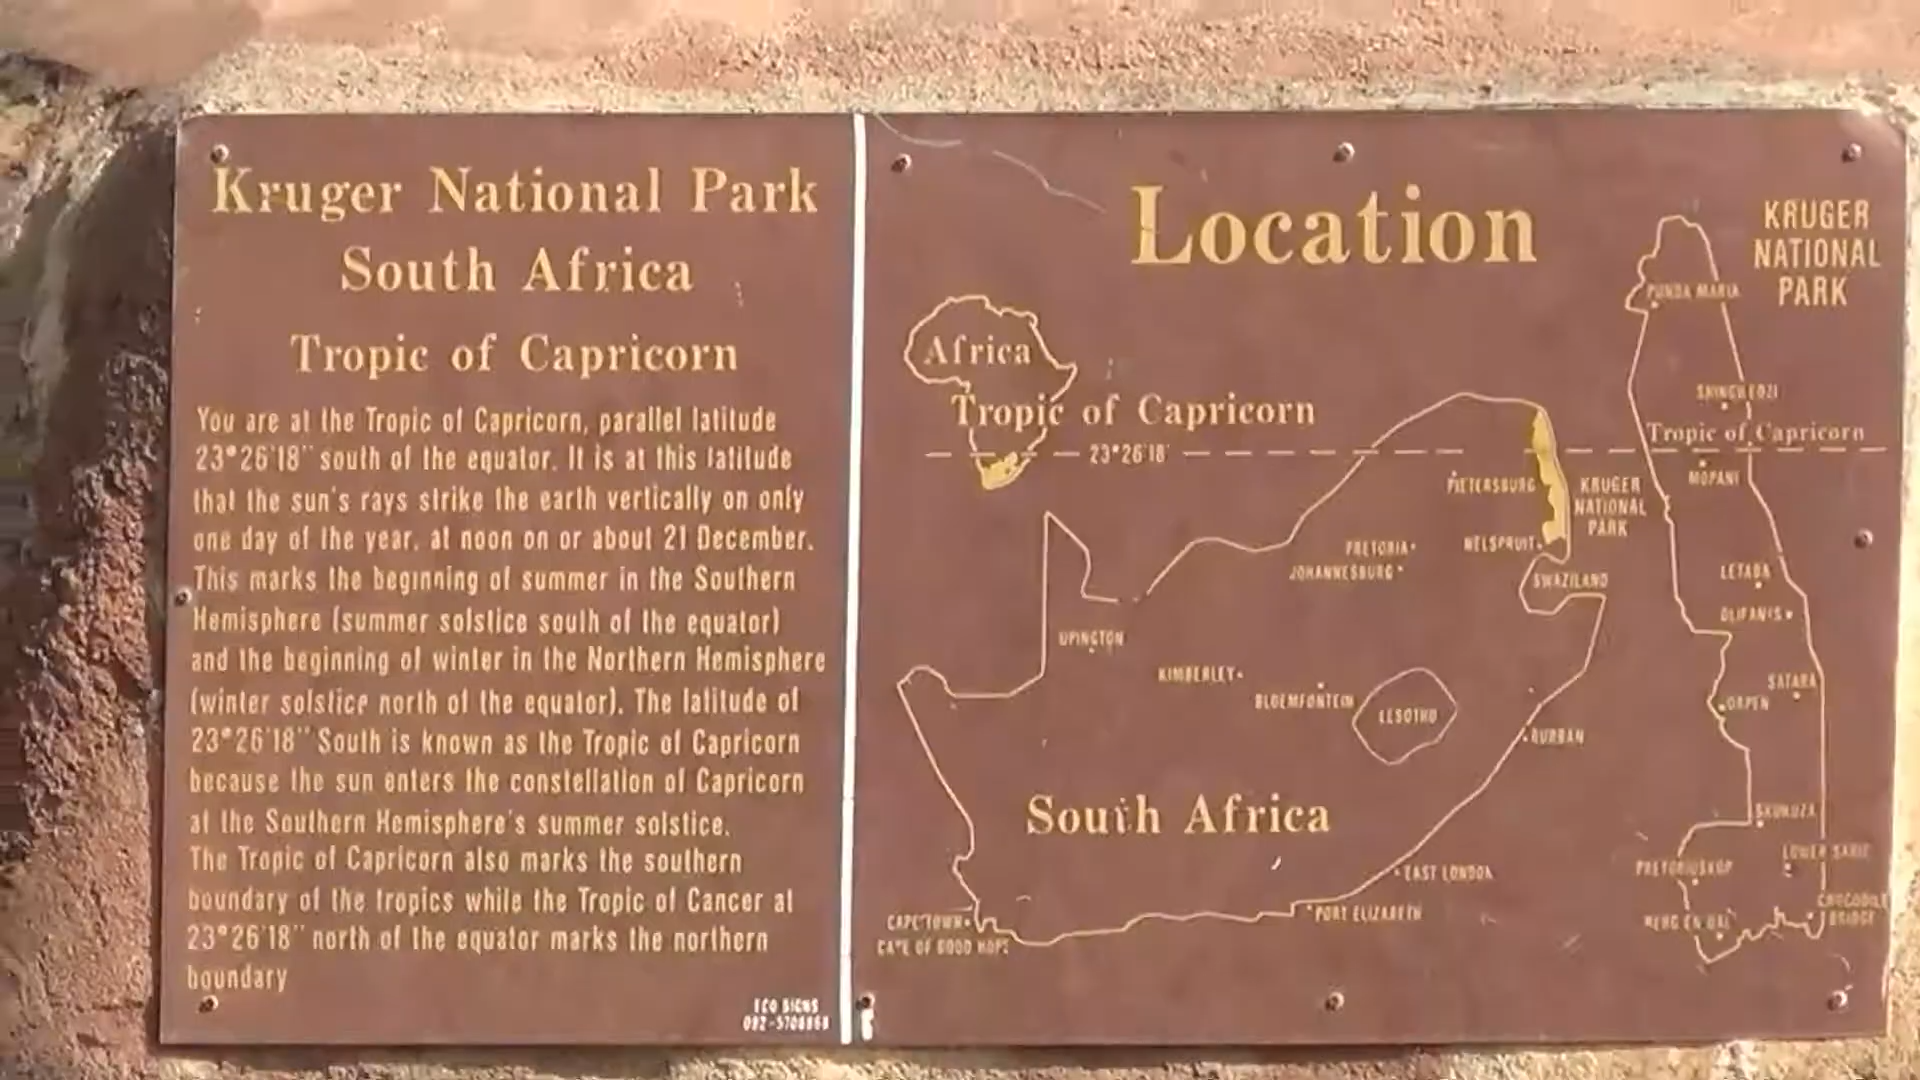 Kruger National Park
South Africa
Tropic of Capricorn
You are at the Tropic of Capricorn, parallel latitude
23°26'18" south of the equator. It is at this latitude
that the sun's rays strike the earth vertically on only
one day of the year, at noon on or about 21 December.
This marks the beginning of summer in the Southern
Hemisphere (summer solstice south of the equator)
and the beginning of winter in the Northern Hemisphere
(winter solstice north of the equator). The latitude of
23°26'18" South is known as the Tropic of Capricorn
because the sun enters the constellation of Capricorn
at the Southern Hemisphere's summer solstice.
The Tropic of Capricorn also marks the southern
boundary of the tropics while the Tropic of Cancer at
23°26'18" north of the equator marks the northern
boundary
ECO SIGNS
Location
KRUGER
NATIONAL
PARK
PUNDA MARIA
Africa
SHINGWEDZI
Tropic of Capricorn
Tropic of Capricorn
23°26'18'
PIETERSBURG
KRUGER
NATIONAL
PARK
MOPANI
PRETORIA
NELSPRUIT
JOHANNESBURG
SWAZILAND
LETABA
OLIFANTS
UPINGTON
KIMBERLEY
BLOEMFONTEIN
LESOTHO
SATARA
ORPEN
DURBAN
South Africa
SKUKUZA
LOWER SABIE
PRETORIUSKOP
EAST LONDON
CROCODILE
BRIDGE
PORT ELIZABETH
BERG EN DAL
CAPE TOWN
CAPE OF GOOD HOPE